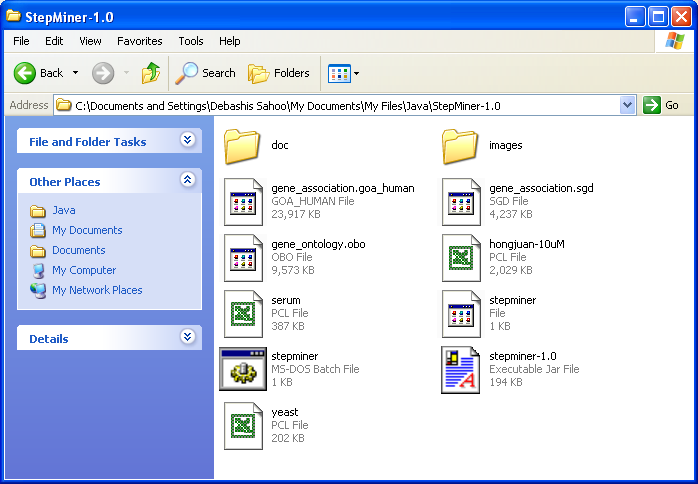 StepMiner-1.0
File Edit View Favorites Tools Help
Back Search Folders
Address C:\Documents and Settings\Debashis Sahoo\My Documents\My Files\Java\StepMiner-1.0 Go
File and Folder Tasks
Other Places
Java
My Documents
Documents
My Computer
My Network Places
Details
doc
images
gene_association.goa_human
GOA_HUMAN File
23,917 KB
gene_association.sgd
SGD File
4,237 KB
gene_ontology.obo
OBO File
9,573 KB
hongjuan-10uM
PCL File
2,029 KB
serum
PCL File
387 KB
stepminer
File
1 KB
stepminer
MS-DOS Batch File
1 KB
stepminer-1.0
Executable Jar File
194 KB
yeast
PCL File
202 KB